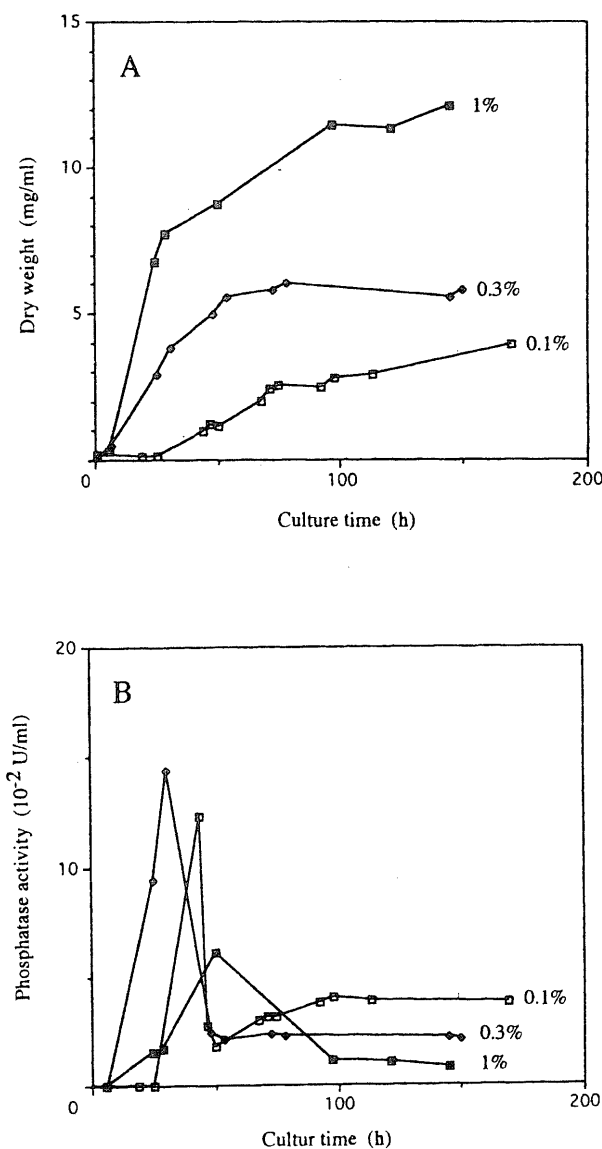 15
A
1%
10
Dry weight (mg/ml)
0.3%
5
0.1%
0
100
200
Culture time (h)
20
B
Phosphatase activity (10-2 U/ml)
10
0.1%
0.3%
1%
0
100
200
Cultur time (h)